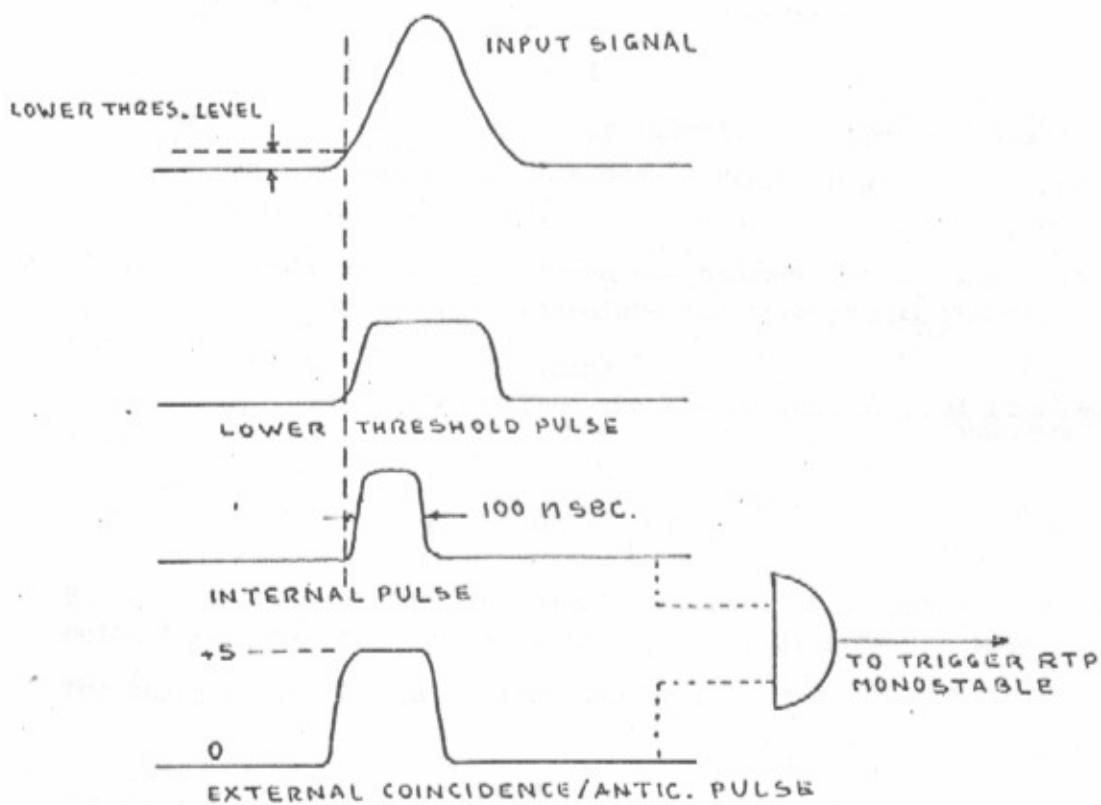 INPUT SIGNAL
LOWER THRES. LEVEL
LOWER THRESHOLD PULSE
100 nsec.
INTERNAL PULSE
+5
TO TRIGGER RTP
MONOSTABLE
0
EXTERNAL COINCIDENCE/ANTIC. PULSE